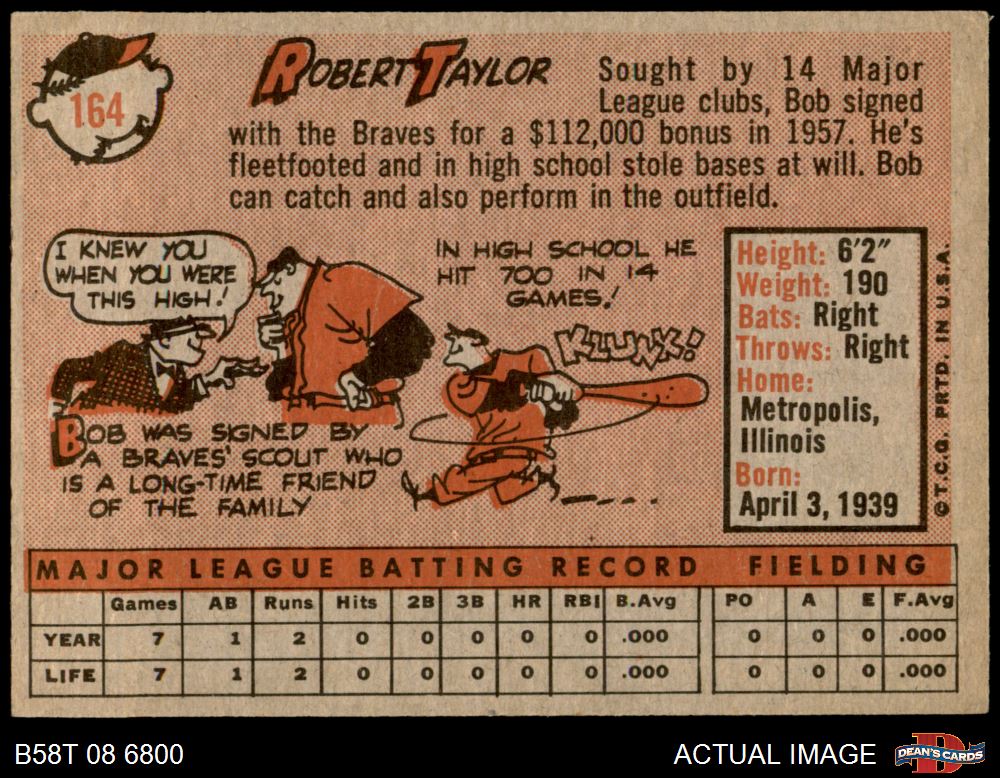 164
ROBERT TAYLOR
Sought by 14 Major
League clubs, Bob signed
with the Braves for a $112,000 bonus in 1957. He's
fleetfooted and in high school stole bases at will. Bob
can catch and also perform in the outfield.
I KNEW YOU
WHEN YOU WERE
THIS HIGH!
BOB WAS SIGNED BY
A BRAVES' SCOUT WHO
IS A LONG-TIME FRIEND
OF THE FAMILY
IN HIGH SCHOOL HE
HIT 700 IN 14
GAMES!
KLUNK!
Height: 6'2"
Weight: 190
Bats: Right
Throws: Right
Home:
Metropolis,
Illinois
Born:
April 3, 1939
© T.C.G. PRTD. IN U.S.A.
MAJOR LEAGUE BATTING RECORD FIELDING
Games AB Runs Hits 2B 3B HR RBI B.Avg PO A E F.Avg
YEAR 7 1 2 0 0 0 0 0 .000 0 0 0 .000
LIFE 7 1 2 0 0 0 0 0 .000 0 0 0 .000
B58T 08 6800
ACTUAL IMAGE
DEAN'S CARDS